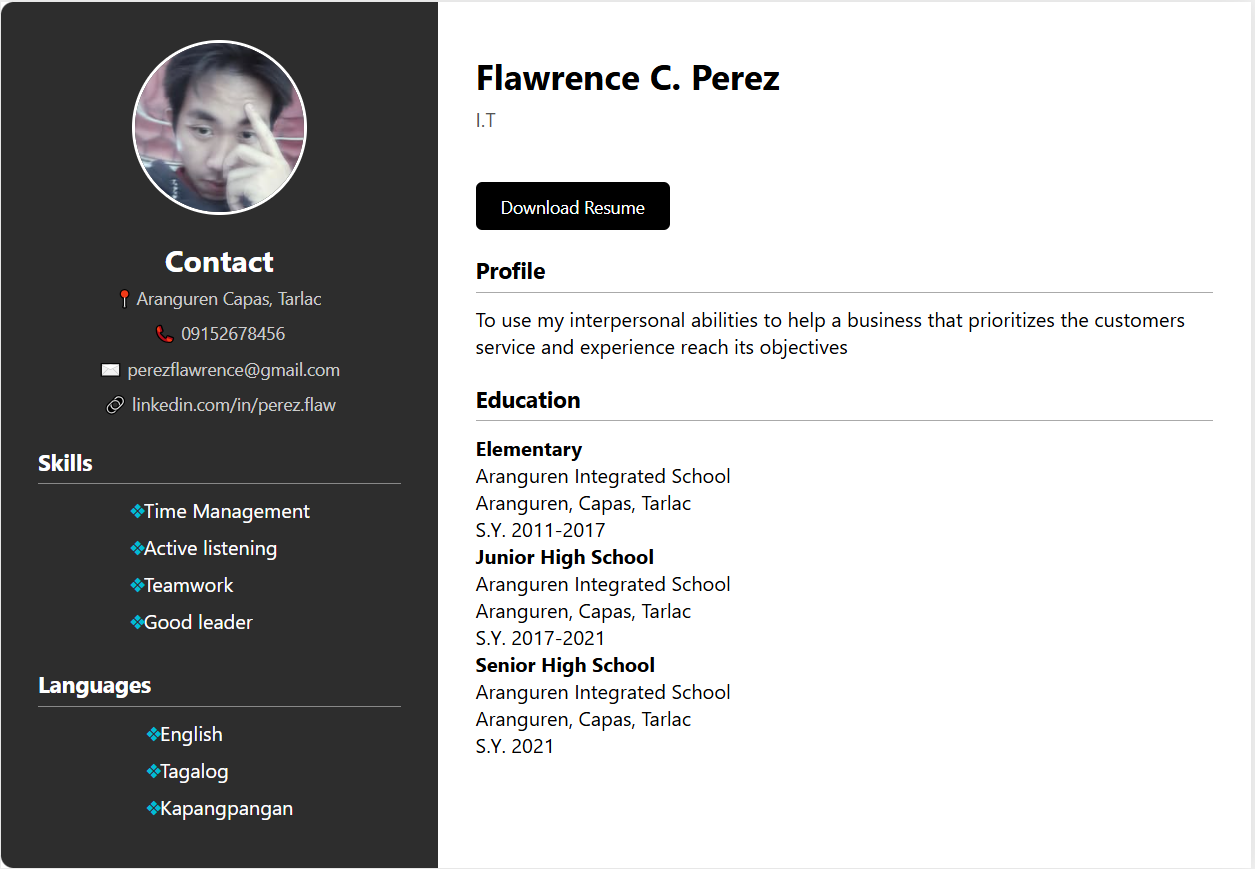 Contact
📍 Aranguren Capas, Tarlac
📞 09152678456
✉️ perezflawrence@gmail.com
🔗 linkedin.com/in/perez.flaw
Skills
❖Time Management
❖Active listening
❖Teamwork
❖Good leader
Languages
❖English
❖Tagalog
❖Kapangpangan
Flawrence C. Perez
I.T
Download Resume
Profile
To use my interpersonal abilities to help a business that prioritizes the customers
service and experience reach its objectives
Education
Elementary
Aranguren Integrated School
Aranguren, Capas, Tarlac
S.Y. 2011-2017
Junior High School
Aranguren Integrated School
Aranguren, Capas, Tarlac
S.Y. 2017-2021
Senior High School
Aranguren Integrated School
Aranguren, Capas, Tarlac
S.Y. 2021